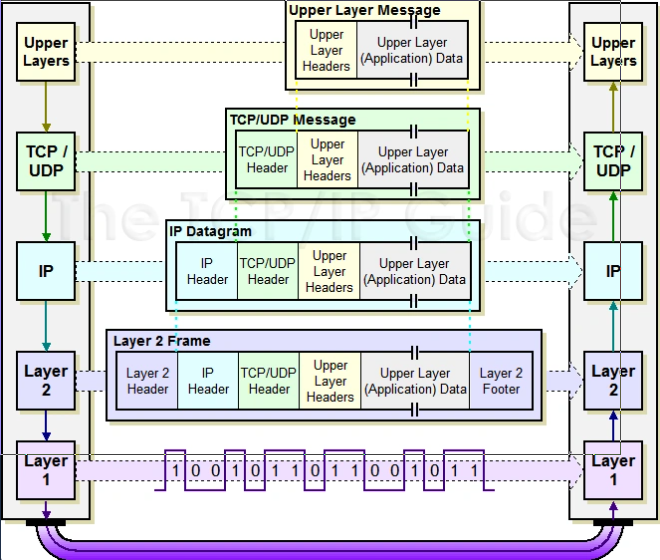 Upper Layer Message
Upper
Layers
Upper
Layer
Headers
Upper Layer
(Application) Data
Upper
Layers
TCP/UDP Message
TCP /
UDP
TCP/UDP
Header
Upper
Layer
Headers
Upper Layer
(Application) Data
TCP /
UDP
The TCP/IP Guide
IP Datagram
IP
IP
Header
TCP/UDP
Header
Upper
Layer
Headers
Upper Layer
(Application) Data
IP
Layer 2 Frame
Layer
2
Layer 2
Header
IP
Header
TCP/UDP
Header
Upper
Layer
Headers
Upper Layer
(Application) Data
Layer 2
Footer
Layer
2
Layer
1
1 0 0 1 0 1 1 0 1 1 0 0 1 0 1 1
Layer
1